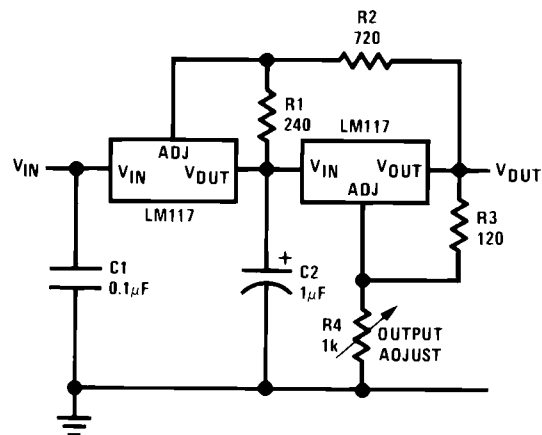 R2
720
R1
240
LM117
VIN
VIN
ADJ
VOUT
LM117
VIN
VOUT
ADJ
VOUT
R3
120
C1
0.1μF
+
C2
1μF
R4
1k
OUTPUT
ADJUST